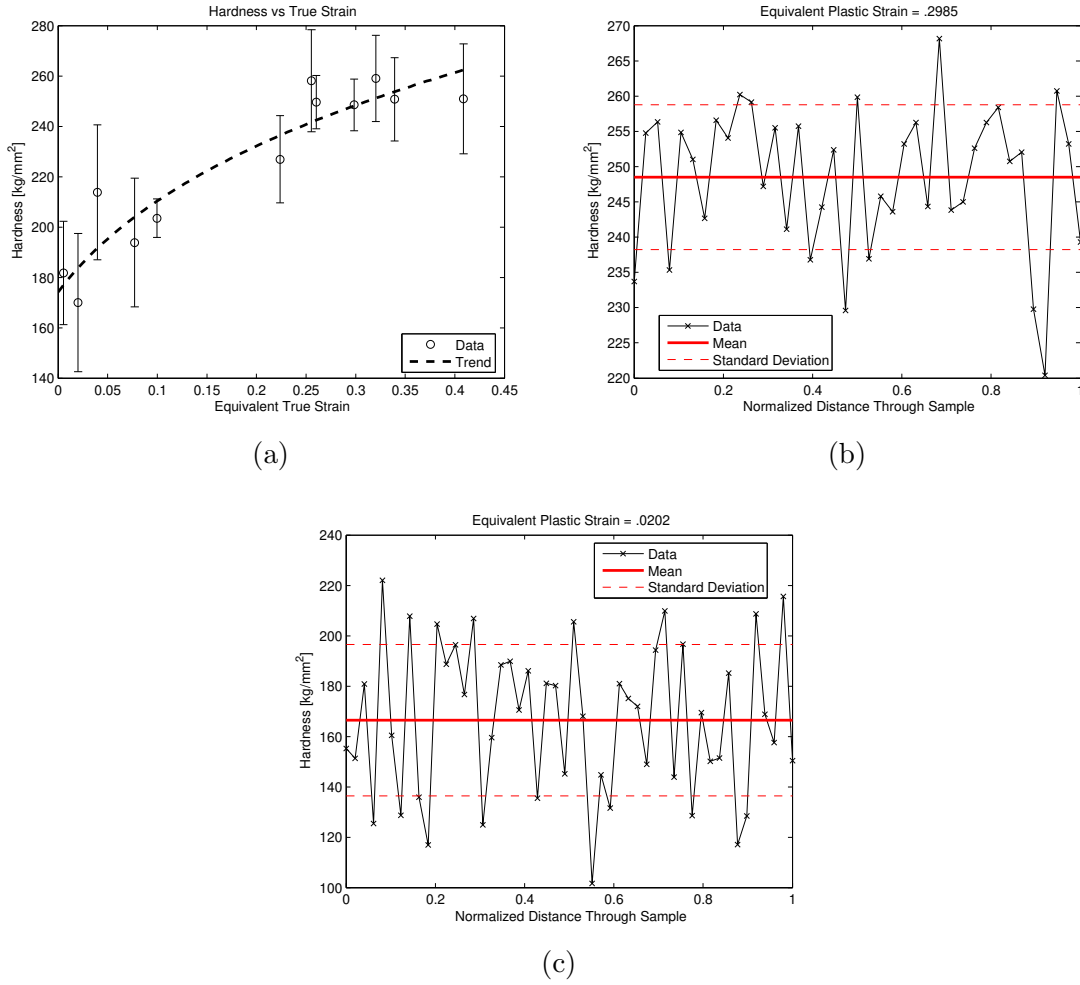 Hardness vs True Strain
280
260
240
220
200
180
160
140
Hardness [kg/mm²]
0 0.05 0.1 0.15 0.2 0.25 0.3 0.35 0.4 0.45
Equivalent True Strain
Data
Trend
(a)
Equivalent Plastic Strain = .2985
270
265
260
255
250
245
240
235
230
225
220
Hardness [kg/mm²]
0 0.2 0.4 0.6 0.8 1
Normalized Distance Through Sample
Data
Mean
Standard Deviation
(b)
Equivalent Plastic Strain = .0202
240
220
200
180
160
140
120
100
Hardness [kg/mm²]
0 0.2 0.4 0.6 0.8 1
Normalized Distance Through Sample
Data
Mean
Standard Deviation
(c)